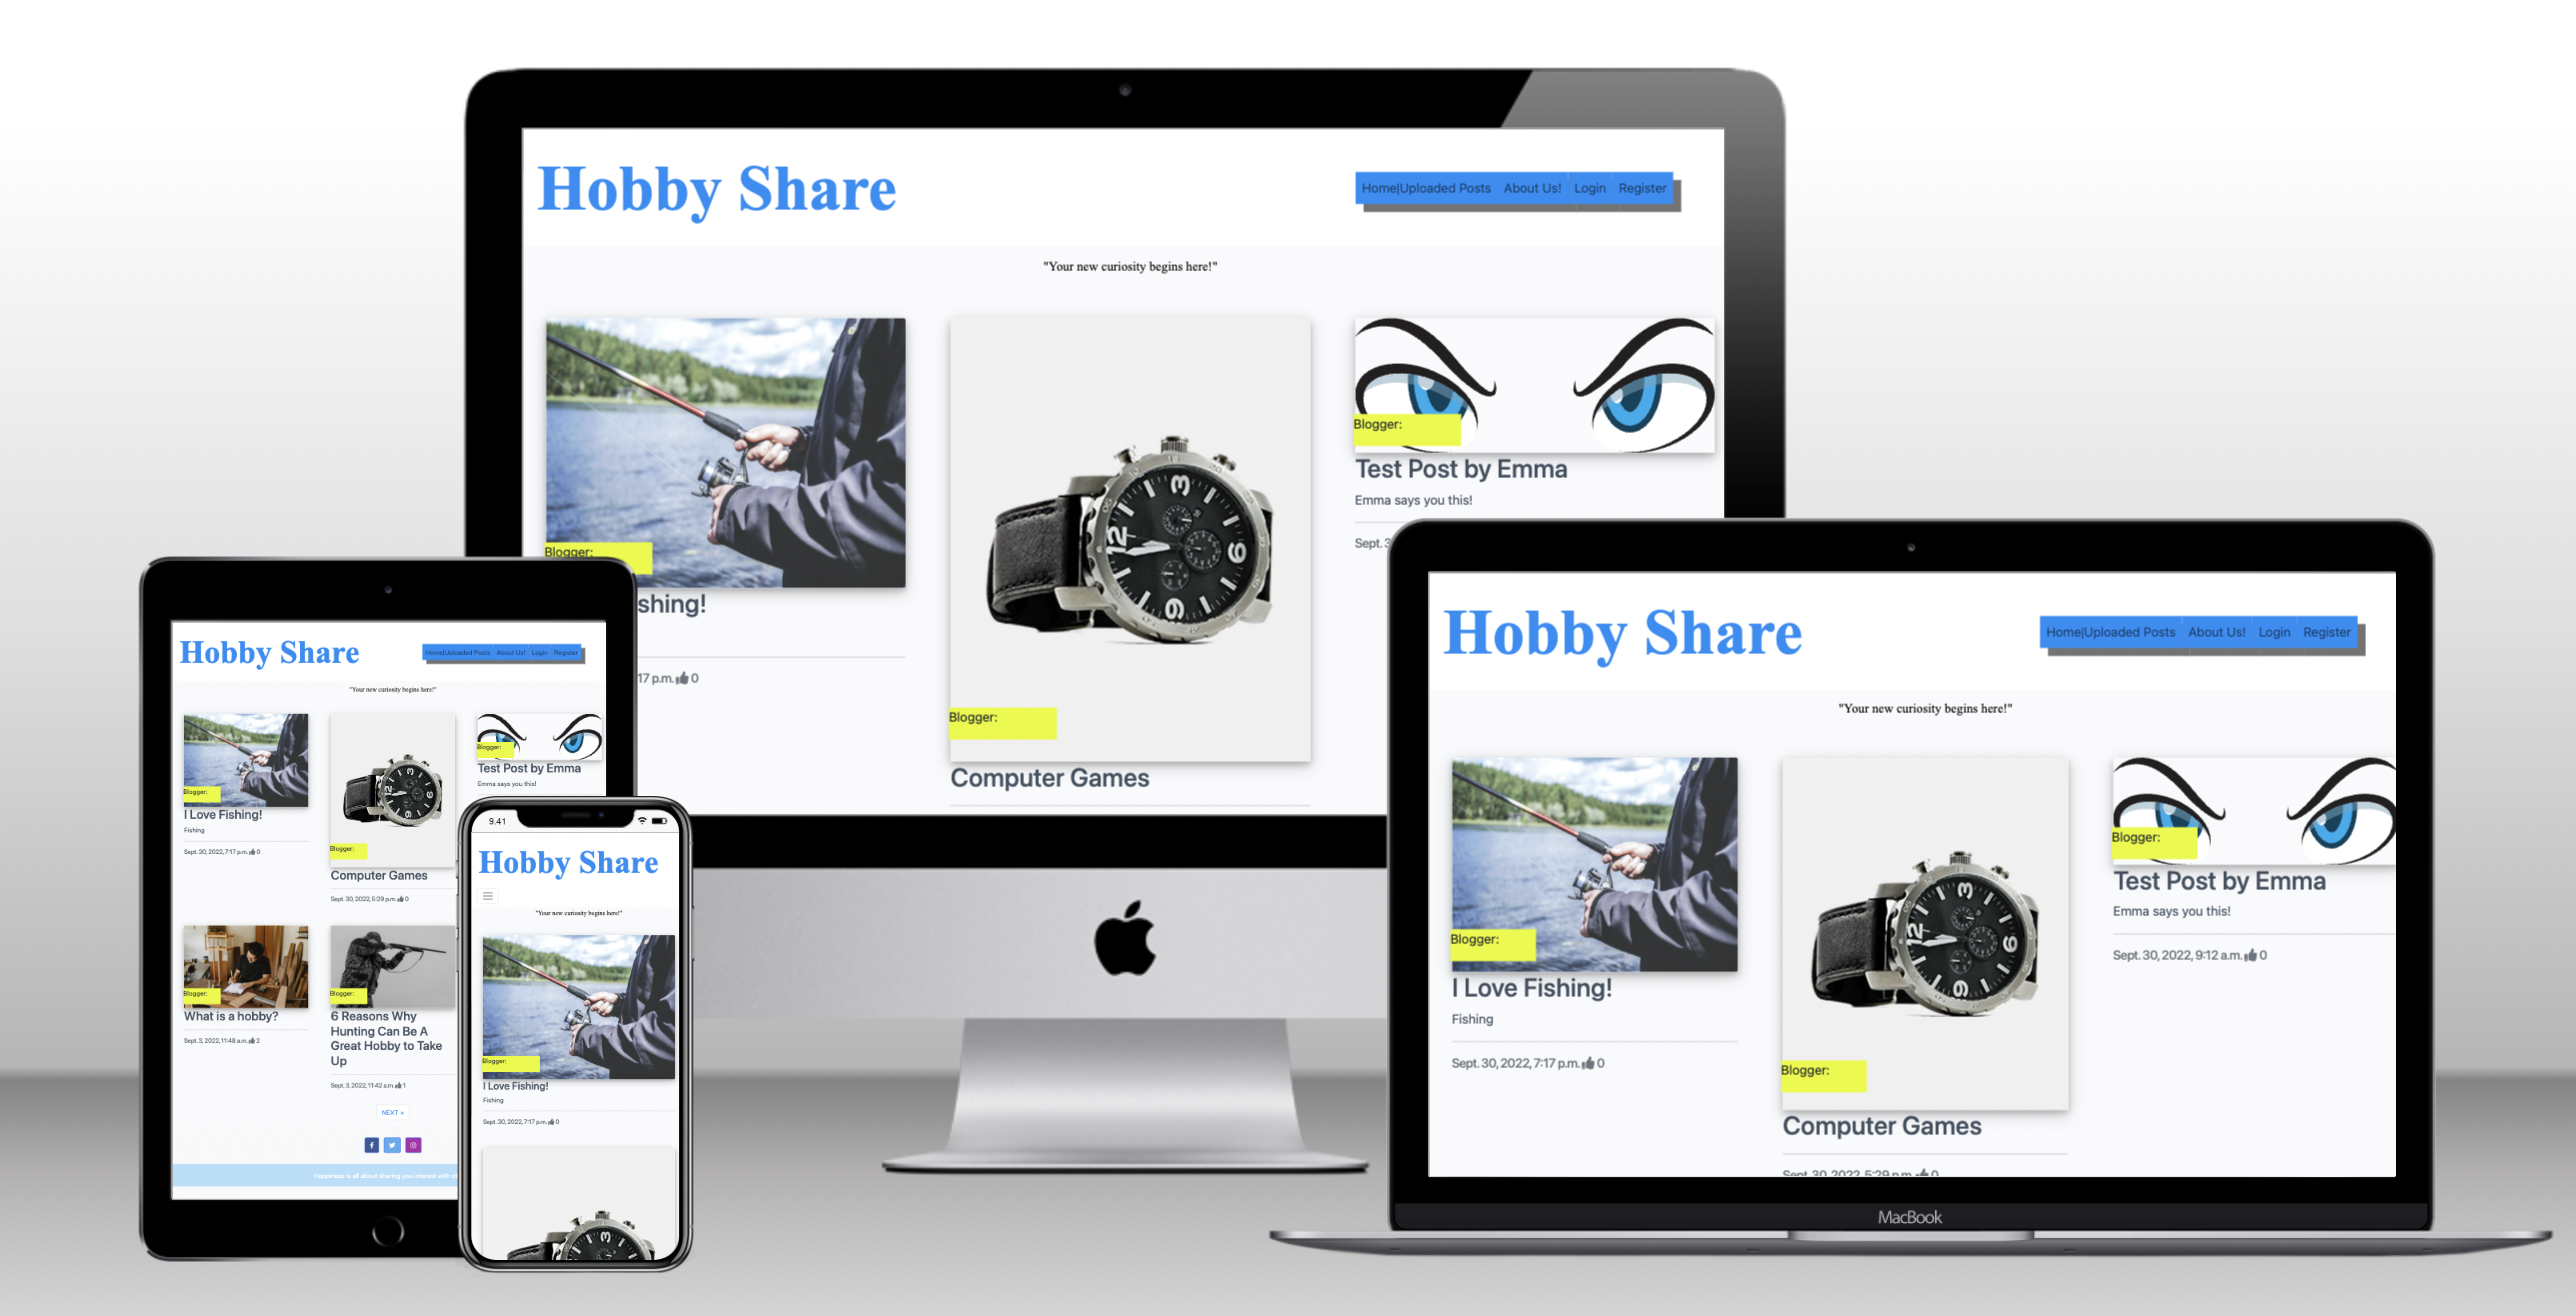 Hobby Share
Home|Uploaded Posts About Us! Login Register
"Your new curiosity begins here!"
Blogger:
shing!
17 p.m. 0
Blogger:
Computer Games
Blogger:
Test Post by Emma
Emma says you this!
Sept. 3
Hobby Share
Home|Uploaded Posts About Us! Login Register
"Your new curiosity begins here!"
Blogger:
I Love Fishing!
Fishing
Sept. 30, 2022, 7:17 p.m. 0
Blogger:
Computer Games
Sept. 30, 2022, 5:29 p.m. 0
Blogger:
Test Post by Emma
Emma says you this!
Blogger:
What is a hobby?
Sept. 3, 2022, 11:48 a.m. 2
Blogger:
6 Reasons Why
Hunting Can Be A
Great Hobby to Take
Up
Sept. 3, 2022, 11:42 a.m. 1
NEXT »
Happiness is all about sharing you interest with
9.41
Hobby Share
"Your new curiosity begins here!"
Blogger:
I Love Fishing!
Fishing
Sept. 30, 2022, 7:17 p.m. 0
Hobby Share
Home|Uploaded Posts About Us! Login Register
"Your new curiosity begins here!"
Blogger:
I Love Fishing!
Fishing
Sept. 30, 2022, 7:17 p.m. 0
Blogger:
Computer Games
Sept. 30, 2022, 5:29 p.m. 0
Blogger:
Test Post by Emma
Emma says you this!
Sept. 30, 2022, 9:12 a.m. 0
MacBook